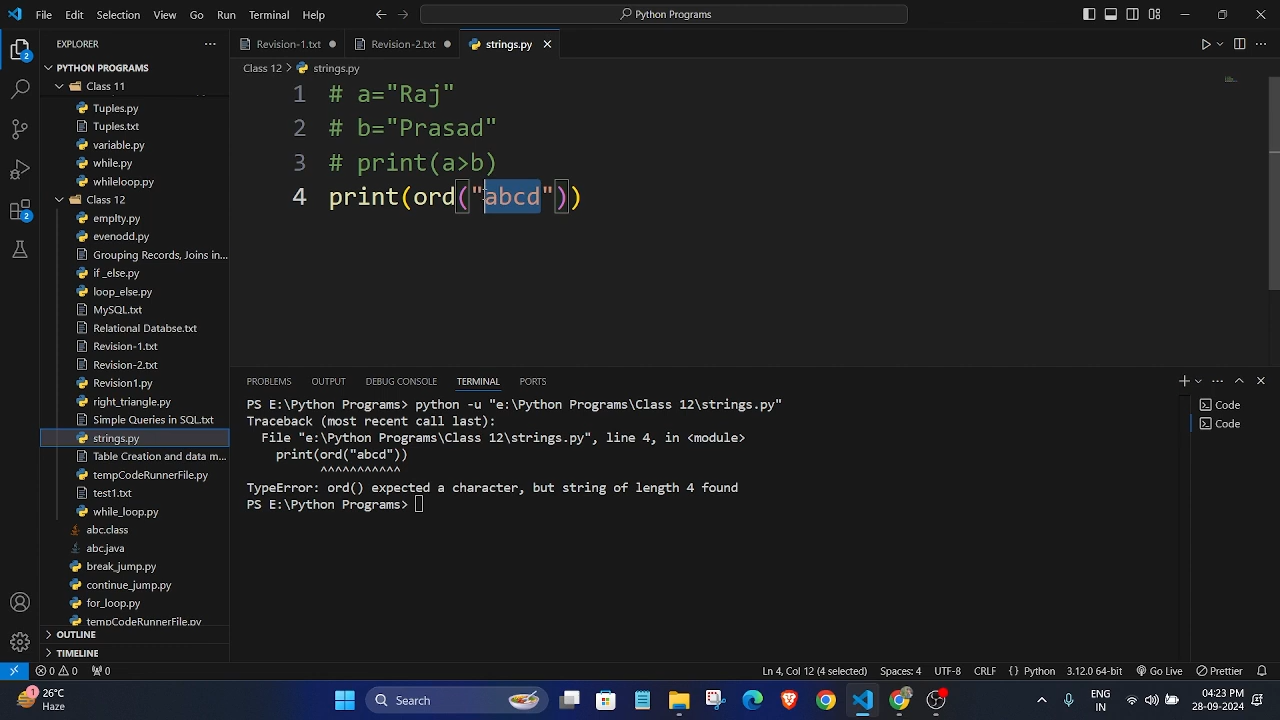 File Edit Selection View Go Run Terminal Help
Python Programs
EXPLORER
PYTHON PROGRAMS
Class 11
Tuples.py
Tuples.txt
variable.py
while.py
whileloop.py
Class 12
emplty.py
evenodd.py
Grouping Records, Joins in...
if _else.py
loop_else.py
MySQL.txt
Relational Databse.txt
Revision-1.txt
Revision-2.txt
Revision1.py
right_triangle.py
Simple Queries in SQL.txt
strings.py
Table Creation and data m...
tempCodeRunnerFile.py
test1.txt
while_loop.py
abc.class
abc.java
break_jump.py
continue_jump.py
for_loop.py
tempCodeRunnerFile.py
OUTLINE
TIMELINE
2
2
Revision-1.txt Revision-2.txt strings.py
Class 12 > strings.py
1 # a="Raj"
2 # b="Prasad"
3 # print(a>b)
4 print(ord("abcd"))
PROBLEMS OUTPUT DEBUG CONSOLE TERMINAL PORTS
PS E:\Python Programs> python -u "e:\Python Programs\Class 12\strings.py"
Traceback (most recent call last):
File "e:\Python Programs\Class 12\strings.py", line 4, in <module>
print(ord("abcd"))
^^^^^^^^^^^
TypeError: ord() expected a character, but string of length 4 found
PS E:\Python Programs>
Code
Code
0 0 0 Ln 4, Col 12 (4 selected) Spaces: 4 UTF-8 CRLF {} Python 3.12.0 64-bit Go Live Prettier
1
26°C
Haze
Search
ENG
IN
04:23 PM
28-09-2024